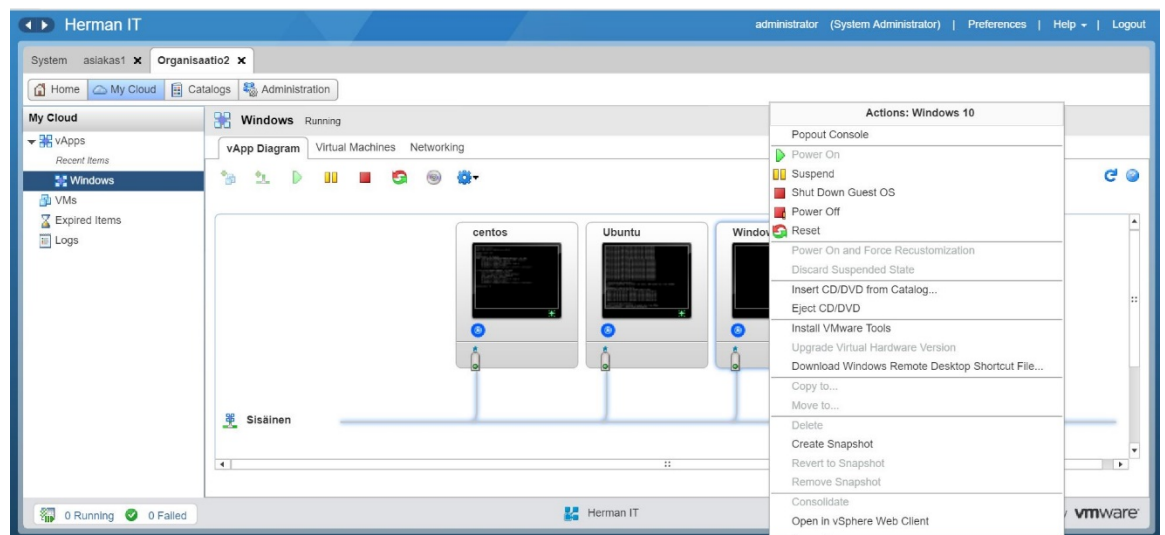 Herman IT
administrator (System Administrator) | Preferences | Help | Logout
System asiakas1 Organisaatio2
Home My Cloud Catalogs Administration
My Cloud
vApps
Recent Items
Windows
VMs
Expired Items
Logs
Windows Running
vApp Diagram Virtual Machines Networking
centos
Ubuntu
Window
Sisäinen
Actions: Windows 10
Popout Console
Power On
Suspend
Shut Down Guest OS
Power Off
Reset
Power On and Force Recustomization
Discard Suspended State
Insert CD/DVD from Catalog...
Eject CD/DVD
Install VMware Tools
Upgrade Virtual Hardware Version
Download Windows Remote Desktop Shortcut File...
Copy to...
Move to...
Delete
Create Snapshot
Revert to Snapshot
Remove Snapshot
Consolidate
Open in vSphere Web Client
0 Running 0 Failed
Herman IT
vmware